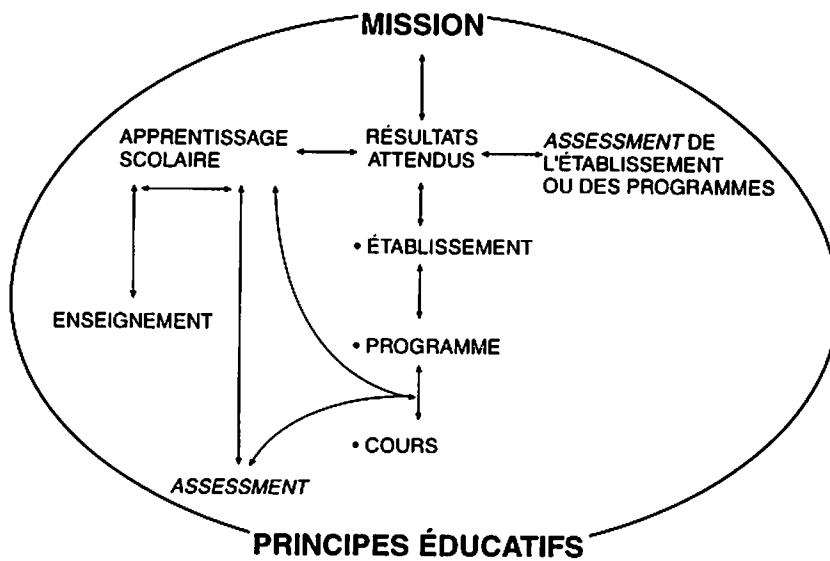 MISSION
APPRENTISSAGE
SCOLAIRE
RÉSULTATS
ATTENDUS
ASSESSMENT DE
L'ÉTABLISSEMENT
OU DES PROGRAMMES
• ÉTABLISSEMENT
ENSEIGNEMENT
• PROGRAMME
• COURS
ASSESSMENT
PRINCIPES ÉDUCATIFS